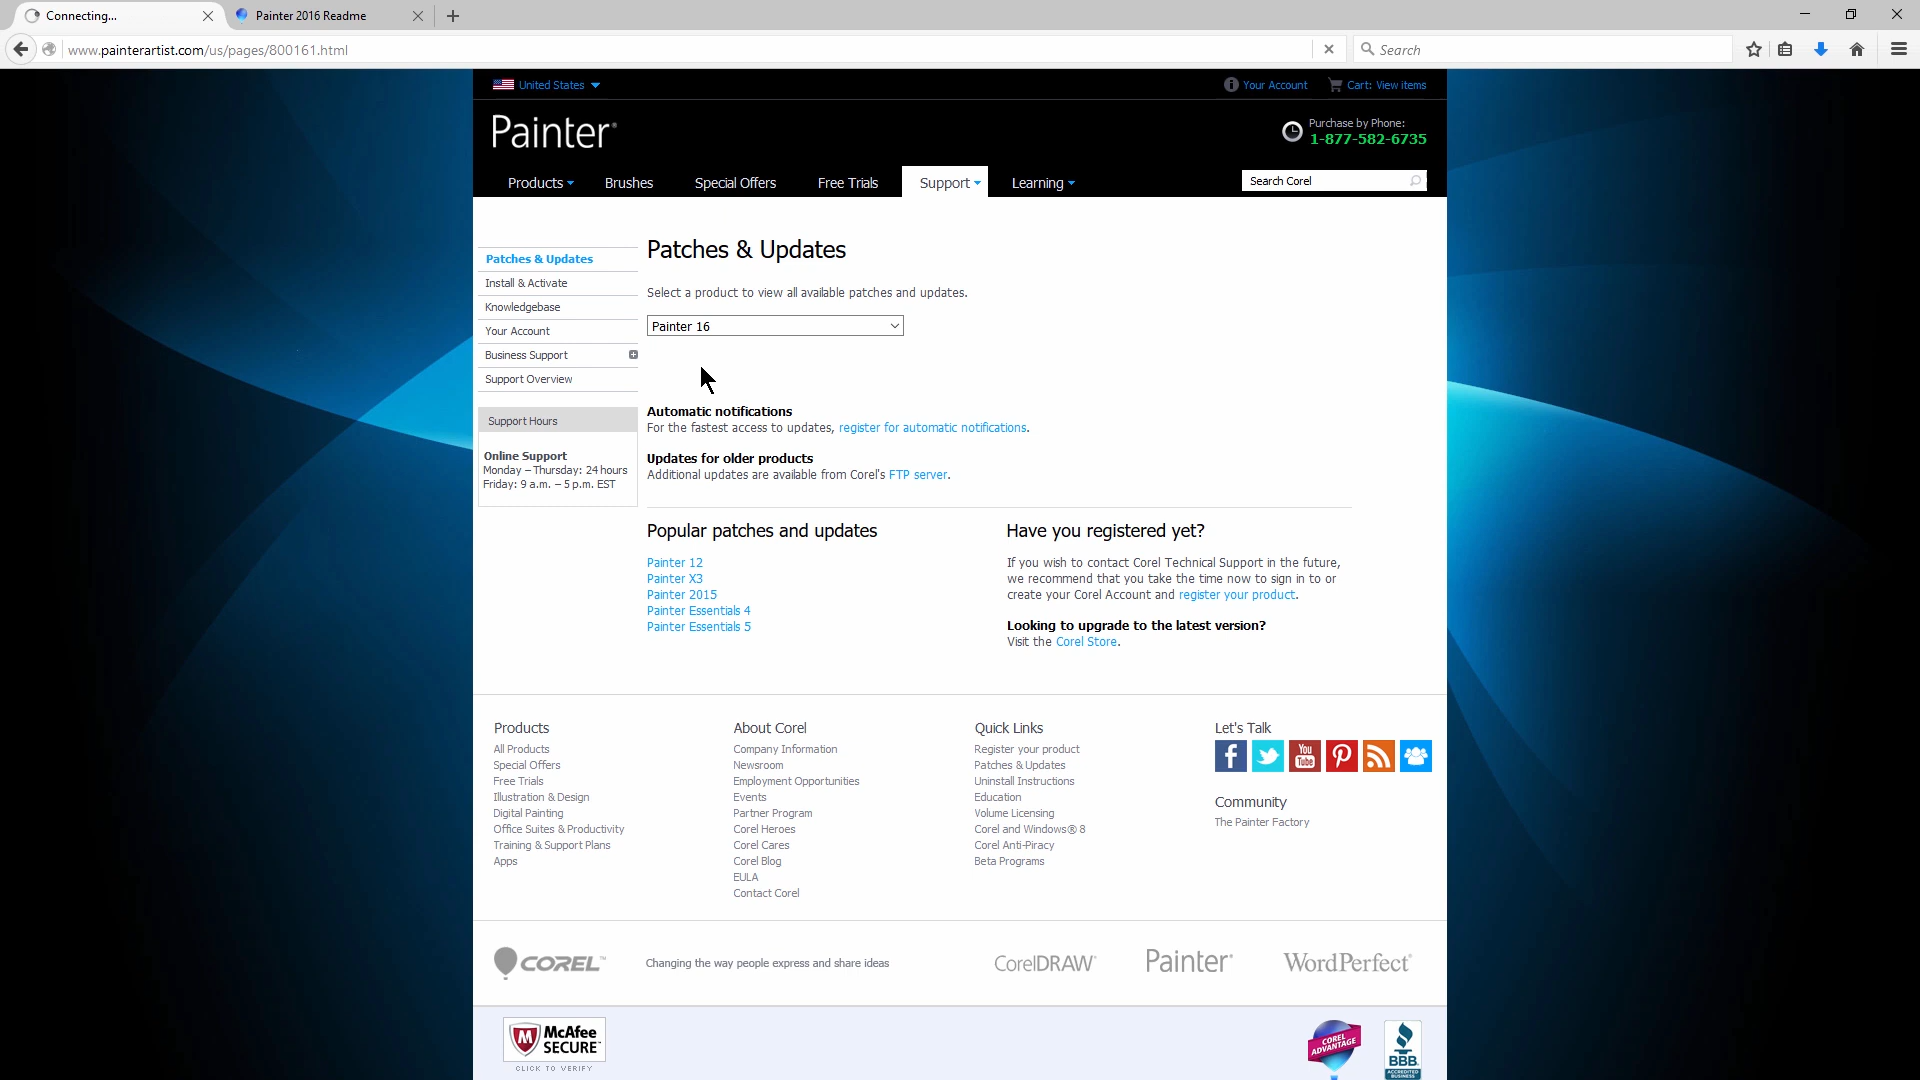 Connecting...
Painter 2016 Readme
www.painterartist.com/us/pages/800161.html
Search
United States
Your Account
Cart: View items
Painter
Purchase by Phone:
1-877-582-6735
Products
Brushes
Special Offers
Free Trials
Support
Learning
Search Corel
Patches & Updates
Install & Activate
Knowledgebase
Your Account
Business Support
Support Overview
Support Hours
Online Support
Monday – Thursday: 24 hours
Friday: 9 a.m. – 5 p.m. EST
Patches & Updates
Select a product to view all available patches and updates.
Painter 16
Automatic notifications
For the fastest access to updates, register for automatic notifications.
Updates for older products
Additional updates are available from Corel's FTP server.
Popular patches and updates
Painter 12
Painter X3
Painter 2015
Painter Essentials 4
Painter Essentials 5
Have you registered yet?
If you wish to contact Corel Technical Support in the future,
we recommend that you take the time now to sign in to or
create your Corel Account and register your product.
Looking to upgrade to the latest version?
Visit the Corel Store.
Products
All Products
Special Offers
Free Trials
Illustration & Design
Digital Painting
Office Suites & Productivity
Training & Support Plans
Apps
About Corel
Company Information
Newsroom
Employment Opportunities
Events
Partner Program
Corel Heroes
Corel Cares
Corel Blog
EULA
Contact Corel
Quick Links
Register your product
Patches & Updates
Uninstall Instructions
Education
Volume Licensing
Corel and Windows® 8
Corel Anti-Piracy
Beta Programs
Let's Talk
You
Tube
Community
The Painter Factory
COREL™
Changing the way people express and share ideas
CorelDRAW
Painter
WordPerfect
McAfee
SECURE
CLICK TO VERIFY
COREL
ADVANTAGE
BBB
ACCREDITED
BUSINESS